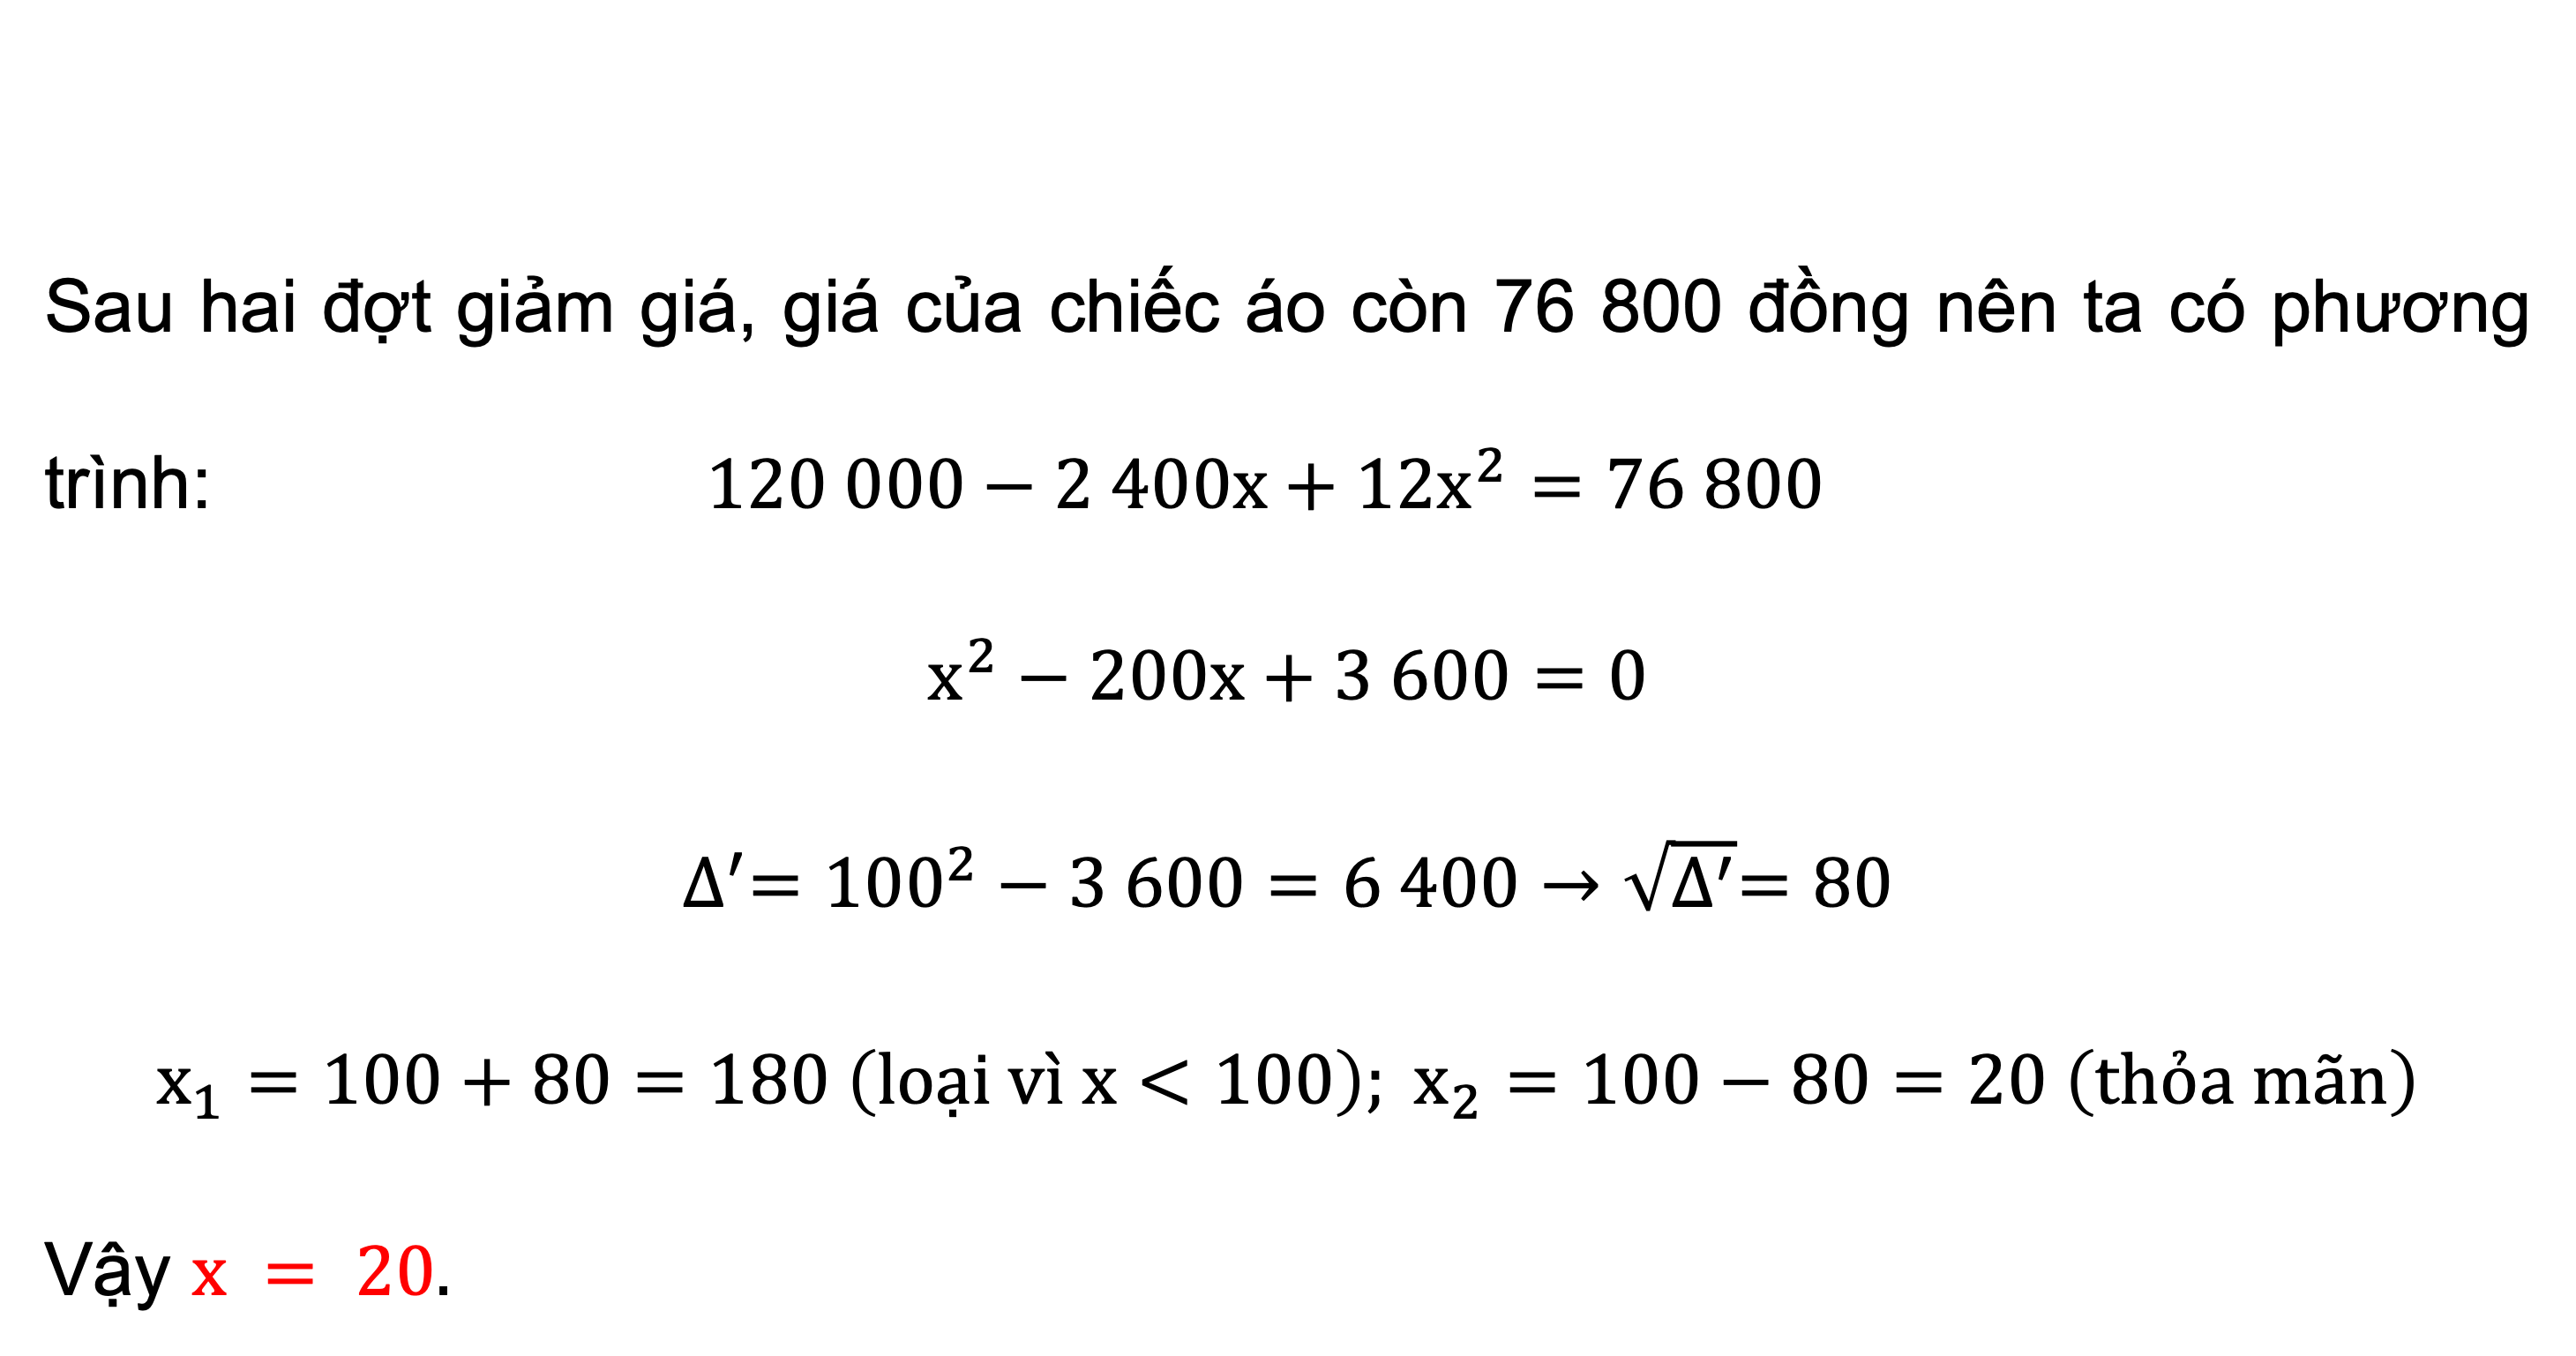 Sau hai đợt giảm giá, giá của chiếc áo còn 76 800 đồng nên ta có phương
trình: 120 000 − 2 400x + 12x² = 76 800
x² − 200x + 3 600 = 0
Δ′= 100² − 3 600 = 6 400 → √Δ′= 80
x₁ = 100 + 80 = 180 (loại vì x < 100); x₂ = 100 − 80 = 20 (thỏa mãn)
Vậy x = 20.